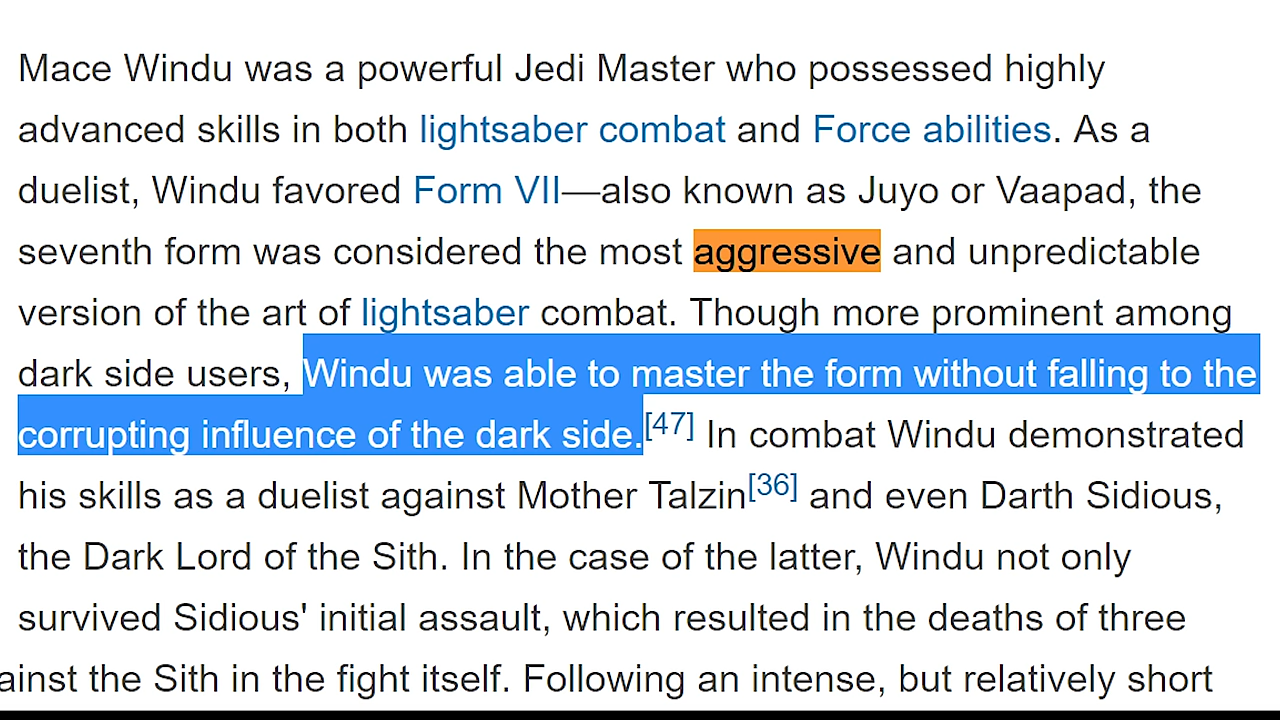 Mace Windu was a powerful Jedi Master who possessed highly
advanced skills in both lightsaber combat and Force abilities. As a
duelist, Windu favored Form VII—also known as Juyo or Vaapad, the
seventh form was considered the most aggressive and unpredictable
version of the art of lightsaber combat. Though more prominent among
dark side users, Windu was able to master the form without falling to the
corrupting influence of the dark side.[47] In combat Windu demonstrated
his skills as a duelist against Mother Talzin[36] and even Darth Sidious,
the Dark Lord of the Sith. In the case of the latter, Windu not only
survived Sidious' initial assault, which resulted in the deaths of three
ainst the Sith in the fight itself. Following an intense, but relatively short